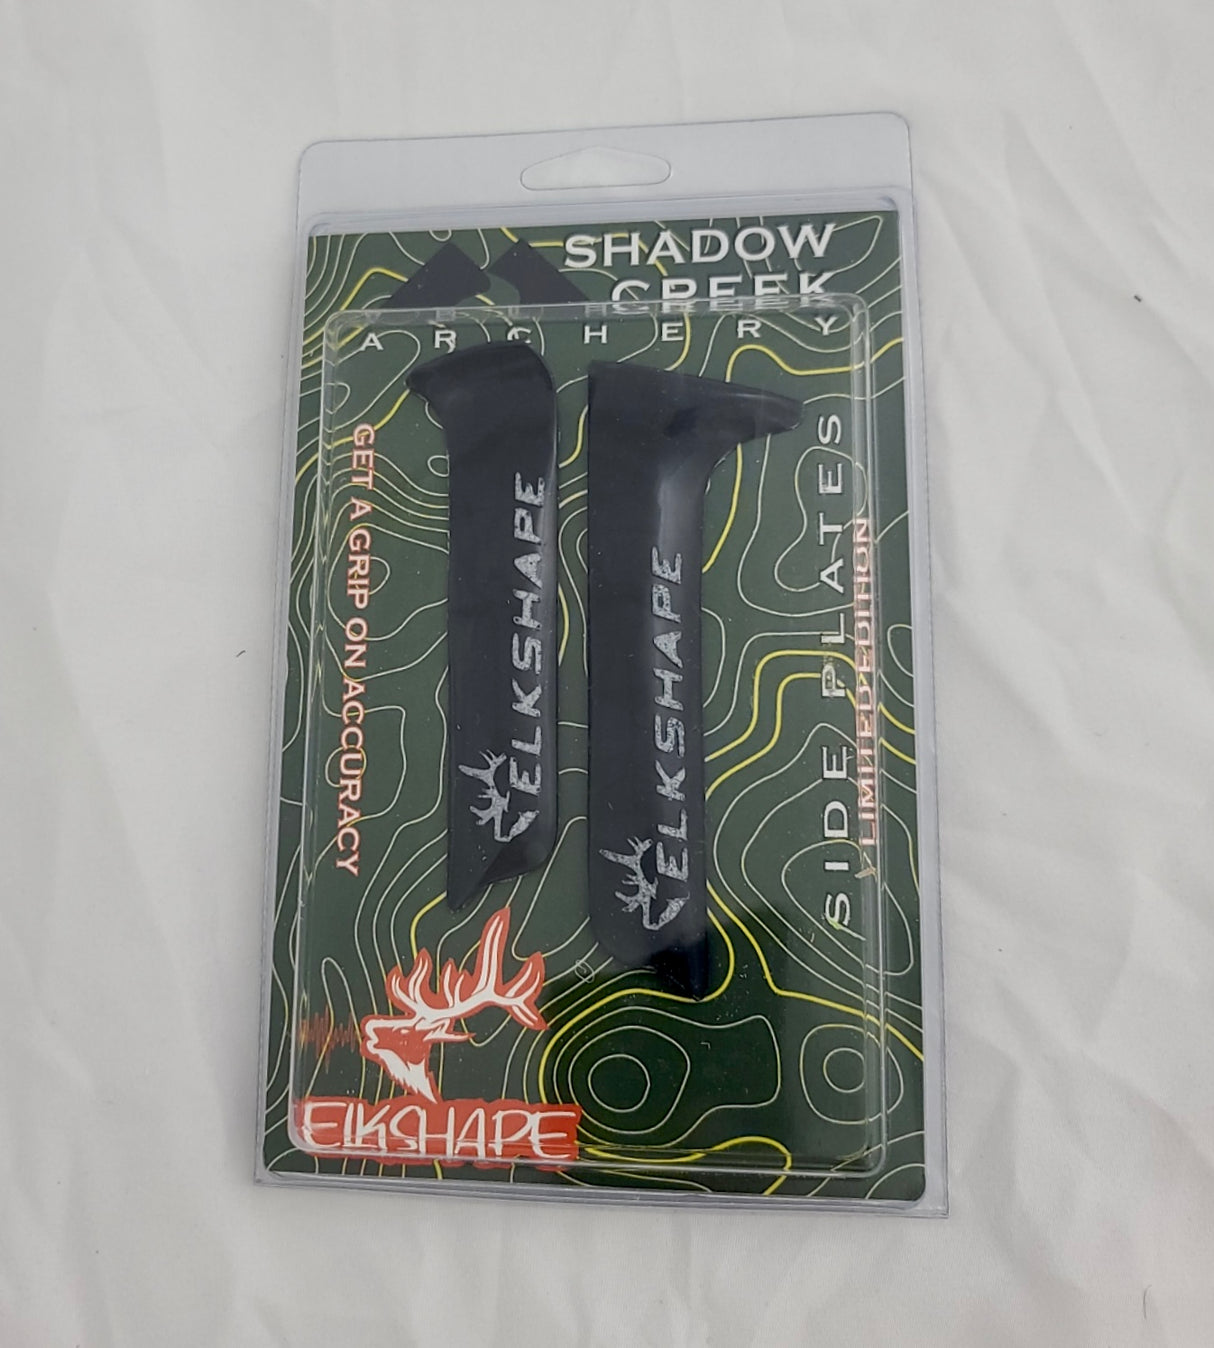 SHADOW
CREEK
ARCHERY
GET A GRIP ON ACCURACY
ELKSHAPE
ELKSHAPE
SIDE PLATES
LIMITED EDITION
ELKSHAPE